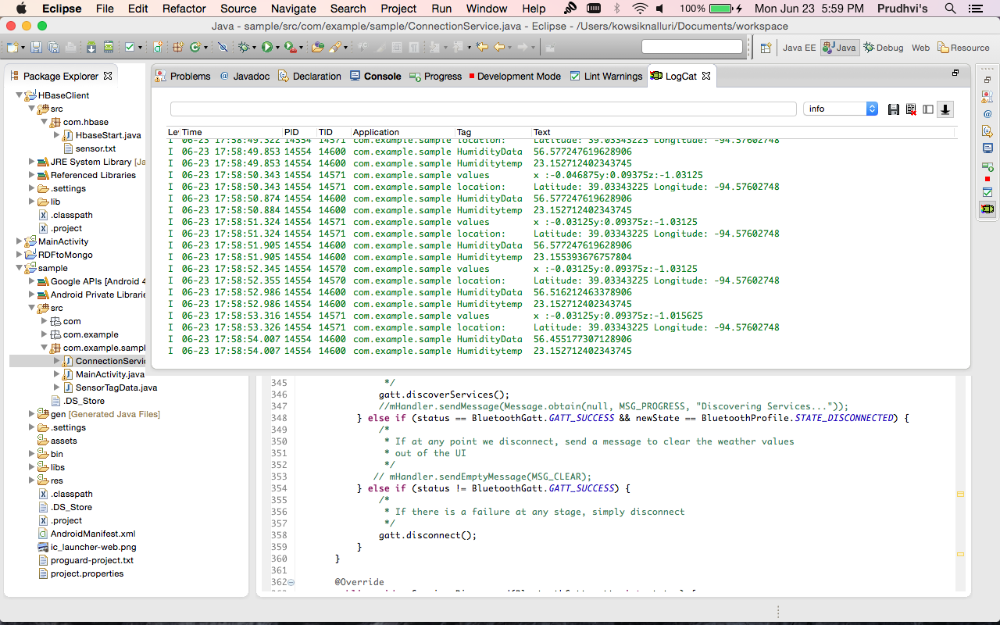 Eclipse File Edit Refactor Source Navigate Search Project Run Window Help 100% Mon Jun 23 5:59 PM Prudhvi's
Java - sample/src/com/example/sample/ConnectionService.java - Eclipse - /Users/kowsiknalluri/Documents/workspace
Java EE Java Debug Web Resource
Package Explorer
HBaseClient
src
com.hbase
HbaseStart.java
sensor.txt
JRE System Library [Ja
Referenced Libraries
.settings
lib
.classpath
.project
MainActivity
RDFtoMongo
sample
Google APIs [Android 4
Android Private Librarie
src
com
com.example
com.example.sampl
ConnectionServic
MainActivity.java
SensorTagData.java
.DS_Store
gen [Generated Java Files]
.settings
assets
bin
libs
res
.classpath
.DS_Store
.project
AndroidManifest.xml
ic_launcher-web.png
proguard-project.txt
project.properties
Problems @ Javadoc Declaration Console Progress Development Mode Lint Warnings LogCat
info
Le Time PID TID Application Tag Text
I 06-23 17:58:49.322 14554 14571 com.example.sample location: Latitude: 39.03343225 Longitude: -94.57602748
I 06-23 17:58:49.853 14554 14600 com.example.sample HumidityData 56.577247619628906
I 06-23 17:58:49.853 14554 14600 com.example.sample Humiditytemp 23.152712402343745
I 06-23 17:58:50.343 14554 14571 com.example.sample values x :-0.046875y:0.09375z:-1.03125
I 06-23 17:58:50.343 14554 14571 com.example.sample location: Latitude: 39.03343225 Longitude: -94.57602748
I 06-23 17:58:50.874 14554 14600 com.example.sample HumidityData 56.577247619628906
I 06-23 17:58:50.884 14554 14600 com.example.sample Humiditytemp 23.152712402343745
I 06-23 17:58:51.324 14554 14571 com.example.sample values x :-0.03125y:0.09375z:-1.03125
I 06-23 17:58:51.324 14554 14571 com.example.sample location: Latitude: 39.03343225 Longitude: -94.57602748
I 06-23 17:58:51.905 14554 14600 com.example.sample HumidityData 56.577247619628906
I 06-23 17:58:51.905 14554 14600 com.example.sample Humiditytemp 23.155393676757804
I 06-23 17:58:52.345 14554 14570 com.example.sample values x :-0.03125y:0.09375z:-1.03125
I 06-23 17:58:52.355 14554 14570 com.example.sample location: Latitude: 39.03343225 Longitude: -94.57602748
I 06-23 17:58:52.986 14554 14600 com.example.sample HumidityData 56.516212463378906
I 06-23 17:58:52.986 14554 14600 com.example.sample Humiditytemp 23.152712402343745
I 06-23 17:58:53.316 14554 14571 com.example.sample values x :-0.03125y:0.09375z:-1.015625
I 06-23 17:58:53.326 14554 14571 com.example.sample location: Latitude: 39.03343225 Longitude: -94.57602748
I 06-23 17:58:54.007 14554 14600 com.example.sample HumidityData 56.455177307128906
I 06-23 17:58:54.007 14554 14600 com.example.sample Humiditytemp 23.152712402343745
345 */
346 gatt.discoverServices();
347 //mHandler.sendMessage(Message.obtain(null, MSG_PROGRESS, "Discovering Services..."));
348 } else if (status == BluetoothGatt.GATT_SUCCESS && newState == BluetoothProfile.STATE_DISCONNECTED) {
349 /*
350 * If at any point we disconnect, send a message to clear the weather values
351 * out of the UI
352 */
353 // mHandler.sendEmptyMessage(MSG_CLEAR);
354 } else if (status != BluetoothGatt.GATT_SUCCESS) {
355 /*
356 * If there is a failure at any stage, simply disconnect
357 */
358 gatt.disconnect();
359 }
360 }
361
362 @Override